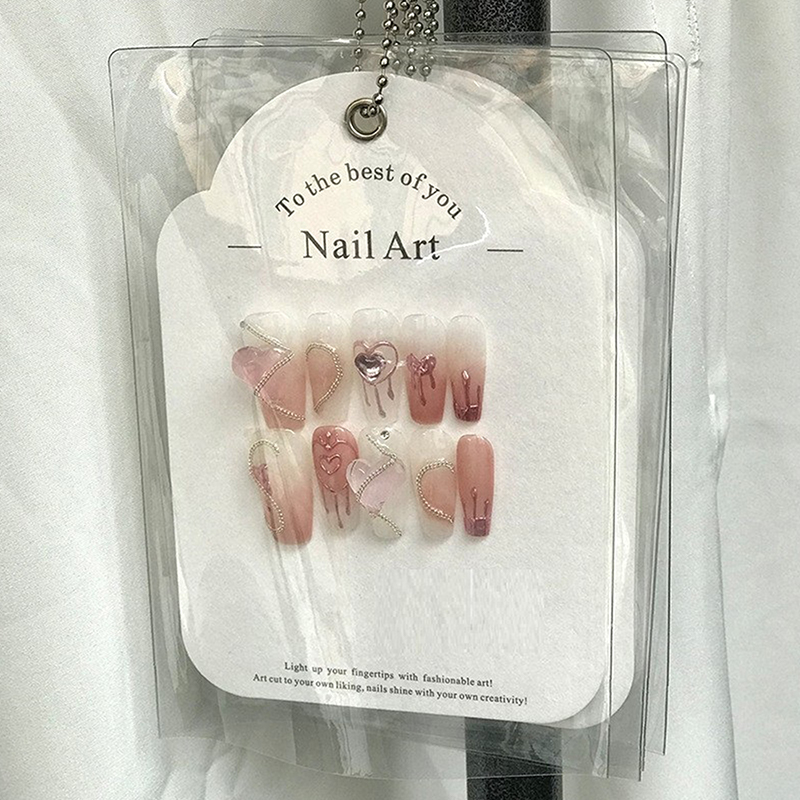 To the best of you
Nail Art
Light up your fingertips with fashionable art!
Art cut to your own liking, nails shine with your own creativity!